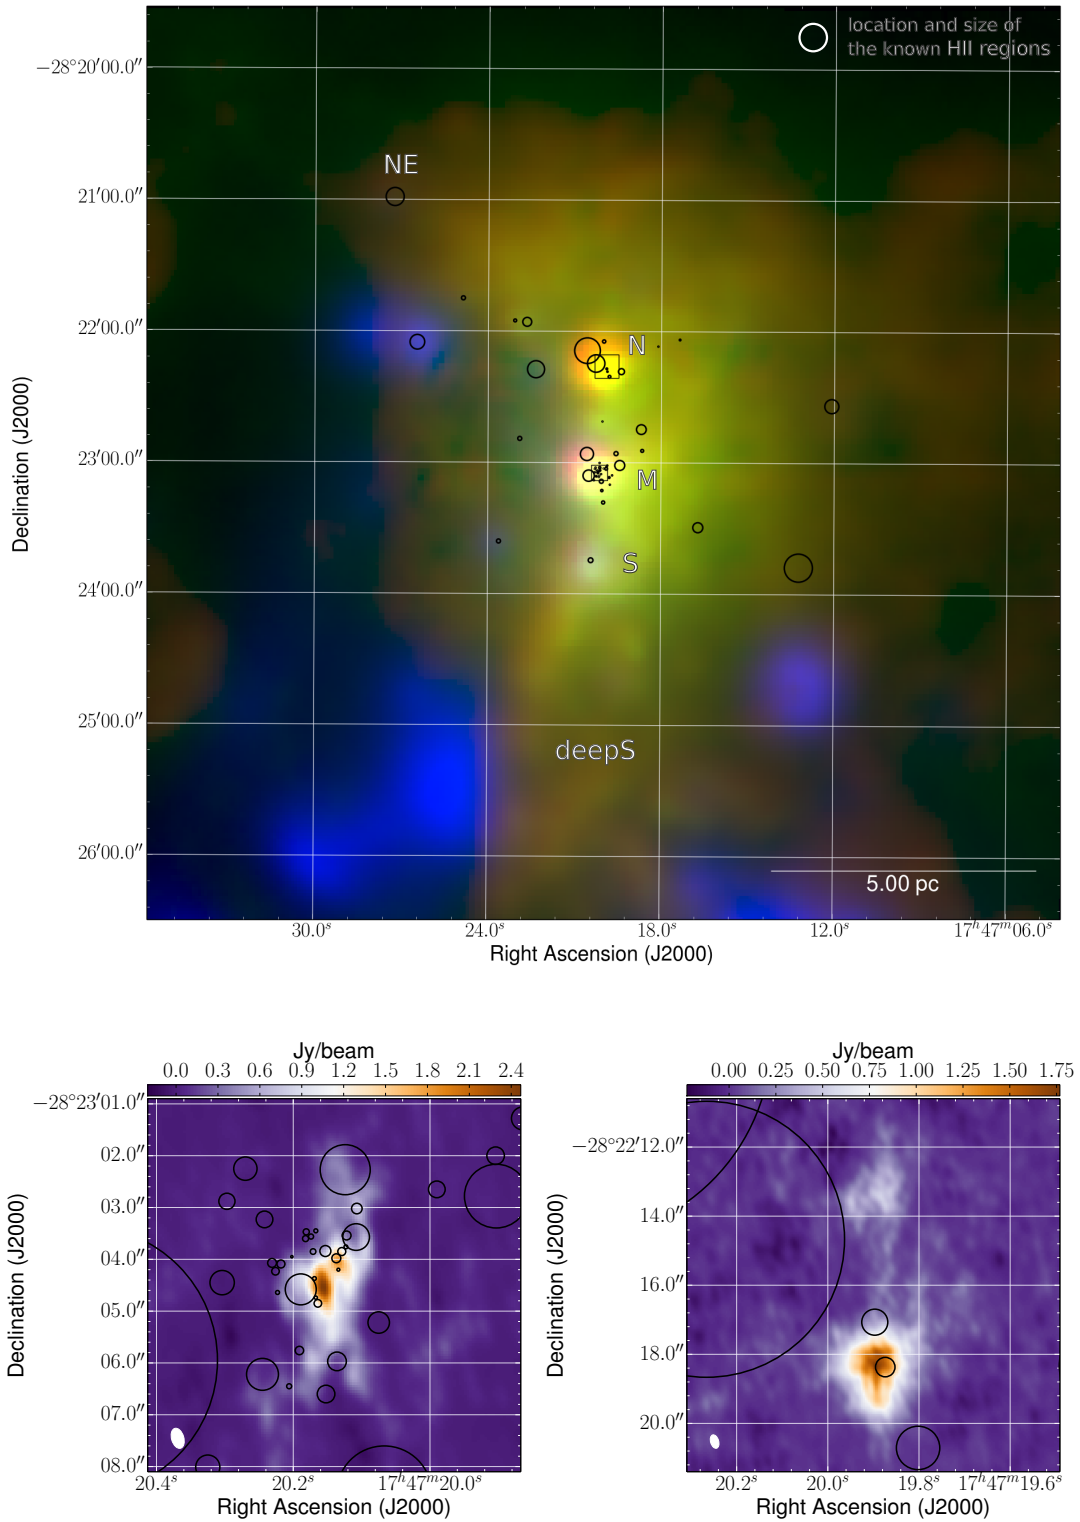 location and size of
the known HII regions
−28°20′00.0″
NE
21′00.0″
22′00.0″
N
23′00.0″
M
S
24′00.0″
25′00.0″
deepS
26′00.0″
5.00 pc
Declination (J2000)
30.0ˢ 24.0ˢ 18.0ˢ 12.0ˢ 17ʰ47ᵐ06.0ˢ
Right Ascension (J2000)
Jy/beam
0.0 0.3 0.6 0.9 1.2 1.5 1.8 2.1 2.4
−28°23′01.0″
02.0″
03.0″
04.0″
05.0″
06.0″
07.0″
08.0″
Declination (J2000)
20.4ˢ 20.2ˢ 17ʰ47ᵐ20.0ˢ
Right Ascension (J2000)
Jy/beam
0.00 0.25 0.50 0.75 1.00 1.25 1.50 1.75
−28°22′12.0″
14.0″
16.0″
18.0″
20.0″
Declination (J2000)
20.2ˢ 20.0ˢ 19.8ˢ 17ʰ47ᵐ19.6ˢ
Right Ascension (J2000)